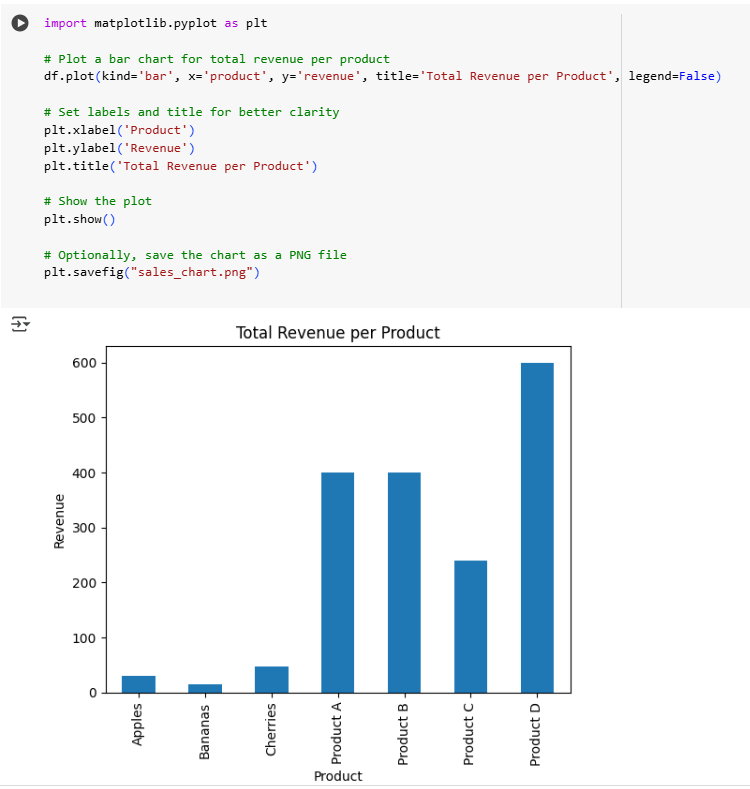 import matplotlib.pyplot as plt
# Plot a bar chart for total revenue per product
df.plot(kind='bar', x='product', y='revenue', title='Total Revenue per Product', legend=False)
# Set labels and title for better clarity
plt.xlabel('Product')
plt.ylabel('Revenue')
plt.title('Total Revenue per Product')
# Show the plot
plt.show()
# Optionally, save the chart as a PNG file
plt.savefig("sales_chart.png")
Total Revenue per Product
Revenue
600
500
400
300
200
100
0
Apples
Bananas
Cherries
Product A
Product B
Product C
Product D
Product